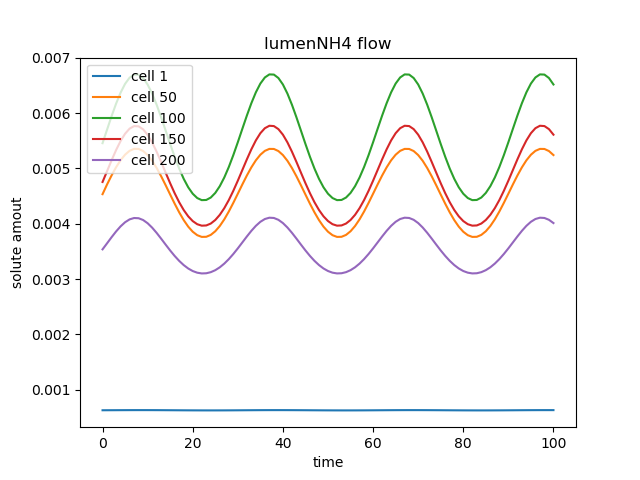 lumenNH4 flow
0.007
0.006
0.005
0.004
0.003
0.002
0.001
solute amout
cell 1
cell 50
cell 100
cell 150
cell 200
0 20 40 60 80 100
time